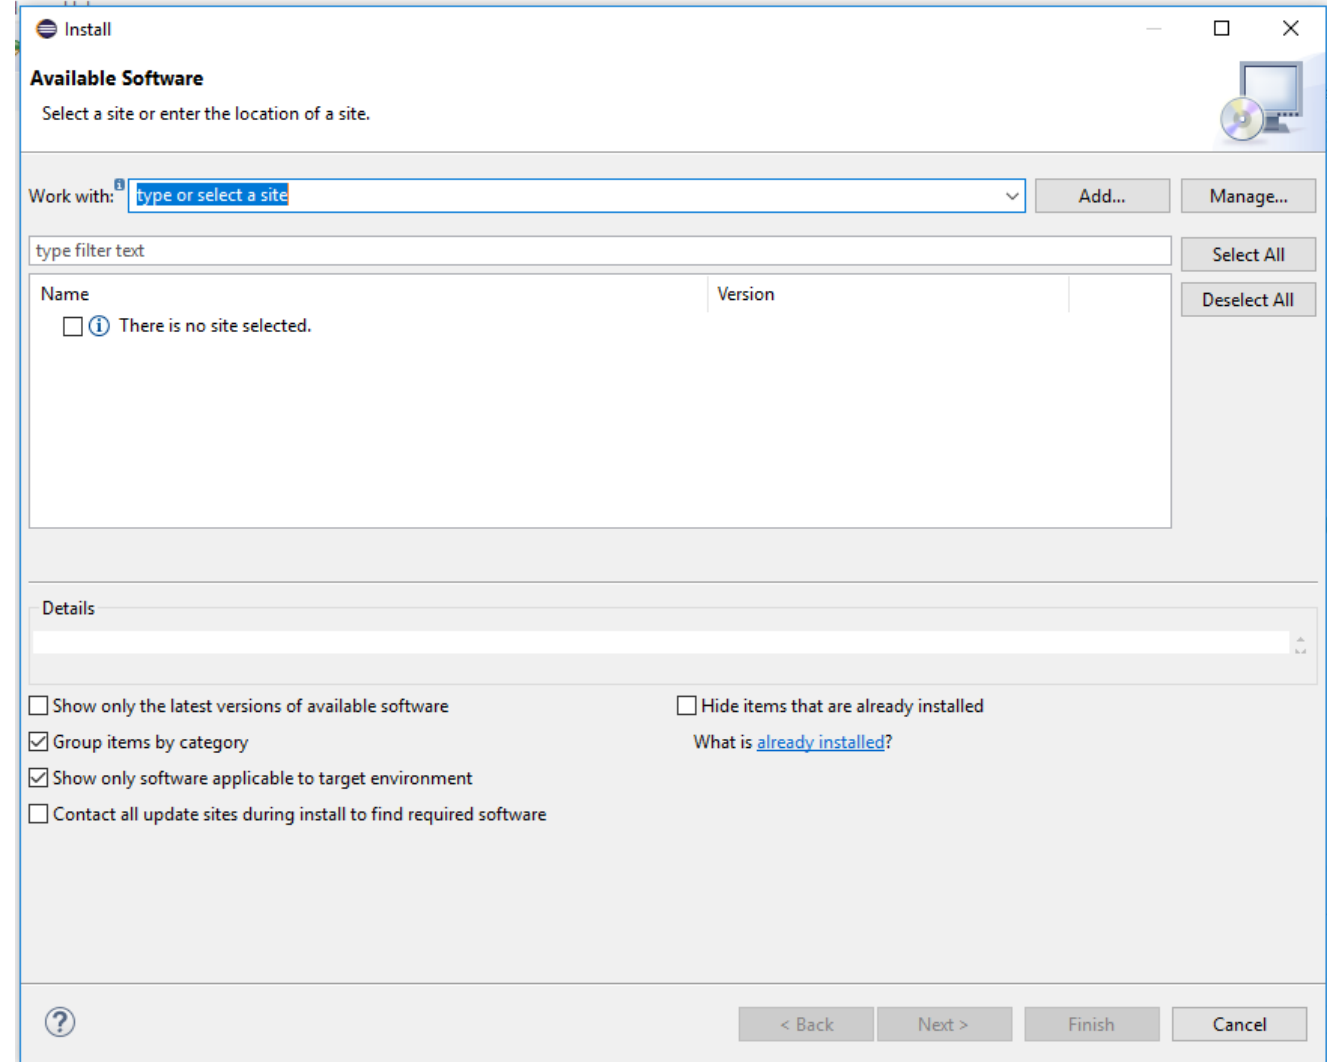 Install
Available Software
Select a site or enter the location of a site.
Work with: type or select a site Add... Manage...
type filter text Select All
Name Version Deselect All
There is no site selected.
Details
Show only the latest versions of available software Hide items that are already installed
Group items by category What is already installed?
Show only software applicable to target environment
Contact all update sites during install to find required software
? < Back Next > Finish Cancel